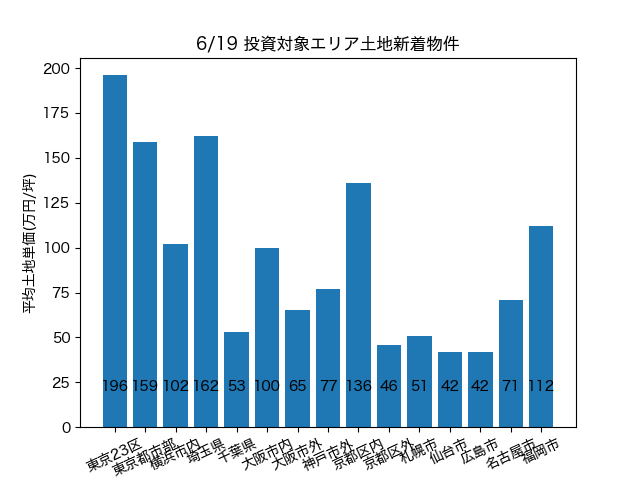 6/19 投資対象エリア土地新着物件
平均土地単価(万円/坪)
200
175
150
125
100
75
50
25
0
196 159 102 162 53 100 65 77 136 46 51 42 42 71 112
東京23区 東京都市部 横浜市内 埼玉県 千葉県 大阪市内 大阪市外 神戸市外 京都区内 京都区外 札幌市 仙台市 広島市 名古屋市 福岡市